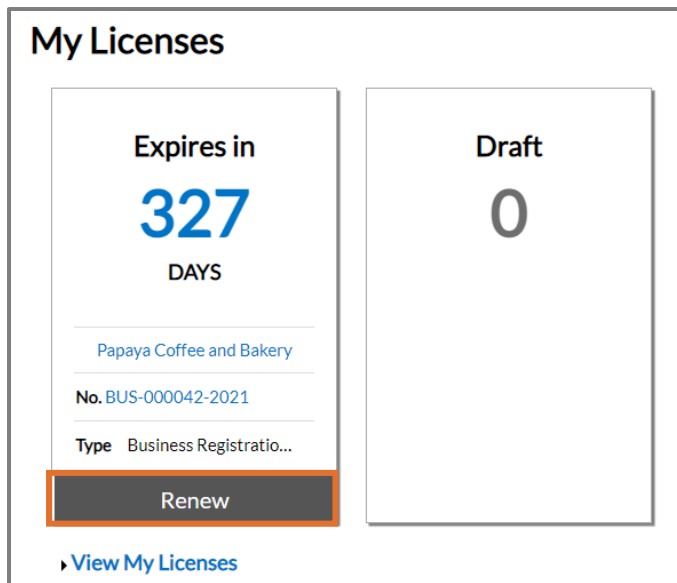 My Licenses
Expires in
327
DAYS
Papaya Coffee and Bakery
No. BUS-000042-2021
Type Business Registratio...
Renew
Draft
0
View My Licenses